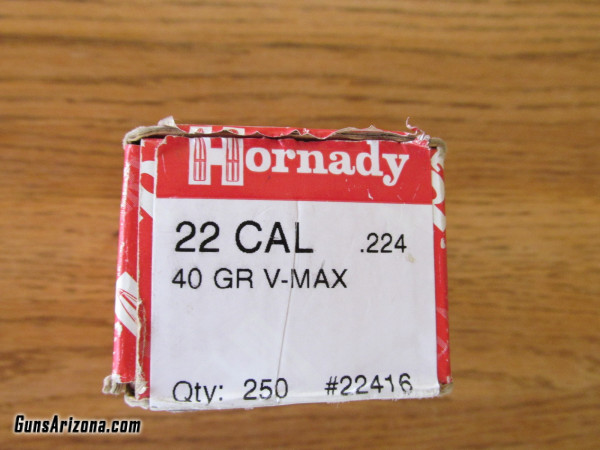 Hornady
22 CAL .224
40 GR V-MAX
Qty: 250 #22416
GunsArizona.com